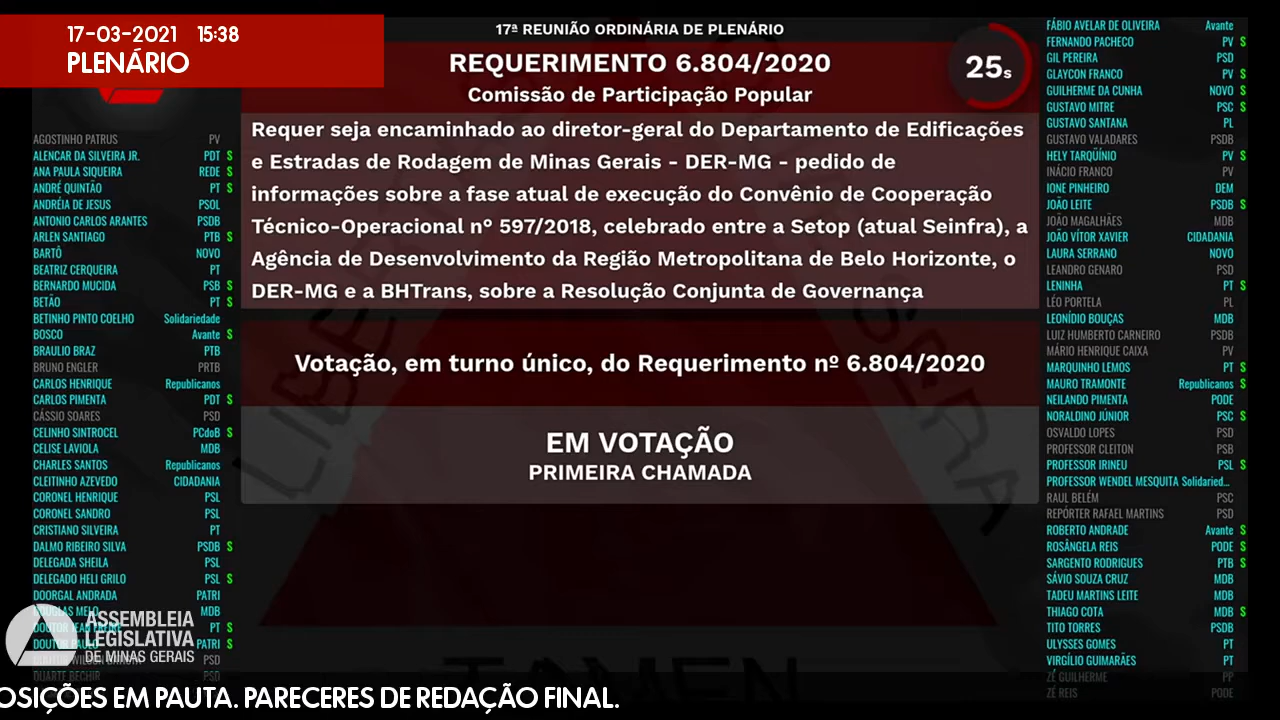 17-03-2021 15:38
PLENÁRIO
17ª REUNIÃO ORDINÁRIA DE PLENÁRIO
REQUERIMENTO 6.804/2020
Comissão de Participação Popular
25s
Requer seja encaminhado ao diretor-geral do Departamento de Edificações
e Estradas de Rodagem de Minas Gerais - DER-MG - pedido de
informações sobre a fase atual de execução do Convênio de Cooperação
Técnico-Operacional nº 597/2018, celebrado entre a Setop (atual Seinfra), a
Agência de Desenvolvimento da Região Metropolitana de Belo Horizonte, o
DER-MG e a BHTrans, sobre a Resolução Conjunta de Governança
Votação, em turno único, do Requerimento nº 6.804/2020
EM VOTAÇÃO
PRIMEIRA CHAMADA
AGOSTINHO PATRUS PV
ALENCAR DA SILVEIRA JR. PDT S
ANA PAULA SIQUEIRA REDE S
ANDRÉ QUINTÃO PT S
ANDRÉIA DE JESUS PSOL
ANTONIO CARLOS ARANTES PSDB
ARLEN SANTIAGO PTB S
BARTÔ NOVO
BEATRIZ CERQUEIRA PT
BERNARDO MUCIDA PSB S
BETÃO PT S
BETINHO PINTO COELHO Solidariedade
BOSCO Avante S
BRAULIO BRAZ PTB
BRUNO ENGLER PRTB
CARLOS HENRIQUE Republicanos
CARLOS PIMENTA PDT S
CÁSSIO SOARES PSD
CELINHO SINTROCEL PCdoB S
CELISE LAVIOLA MDB
CHARLES SANTOS Republicanos
CLEITINHO AZEVEDO CIDADANIA
CORONEL HENRIQUE PSL
CORONEL SANDRO PSL
CRISTIANO SILVEIRA PT
DALMO RIBEIRO SILVA PSDB S
DELEGADA SHEILA PSL
DELEGADO HELI GRILO PSL S
DOORGAL ANDRADA PATRI
DOUGLAS MELO MDB
DOUTOR JEAN FREIRE PT S
DOUTOR PAULO PATRI S
PSD
DUARTE BECHIR PSD
FÁBIO AVELAR DE OLIVEIRA Avante
FERNANDO PACHECO PV S
GIL PEREIRA PSD
GLAYCON FRANCO PV S
GUILHERME DA CUNHA NOVO S
GUSTAVO MITRE PSC S
GUSTAVO SANTANA PL
GUSTAVO VALADARES PSDB
HELY TARQÜÍNIO PV S
INÁCIO FRANCO PV
IONE PINHEIRO DEM
JOÃO LEITE PSDB S
JOÃO MAGALHÃES MDB
JOÃO VÍTOR XAVIER CIDADANIA
LAURA SERRANO NOVO
LEANDRO GENARO PSD
LENINHA PT S
LÉO PORTELA PL
LEONÍDIO BOUÇAS MDB
LUIZ HUMBERTO CARNEIRO PSDB
MÁRIO HENRIQUE CAIXA PV
MARQUINHO LEMOS PT S
MAURO TRAMONTE Republicanos S
NEILANDO PIMENTA PODE
NORALDINO JÚNIOR PSC S
OSVALDO LOPES PSD
PROFESSOR CLEITON PSB
PROFESSOR IRINEU PSL S
PROFESSOR WENDEL MESQUITA Solidaried...
RAUL BELÉM PSC
REPÓRTER RAFAEL MARTINS PSD
ROBERTO ANDRADE Avante S
ROSÂNGELA REIS PODE S
SARGENTO RODRIGUES PTB S
SÁVIO SOUZA CRUZ MDB
TADEU MARTINS LEITE MDB
THIAGO COTA MDB S
TITO TORRES PSDB
ULYSSES GOMES PT
VIRGÍLIO GUIMARÃES PT
ZÉ GUILHERME PP
ZÉ REIS PODE
ASSEMBLEIA
LEGISLATIVA
DE MINAS GERAIS
OSIÇÕES EM PAUTA. PARECERES DE REDAÇÃO FINAL.